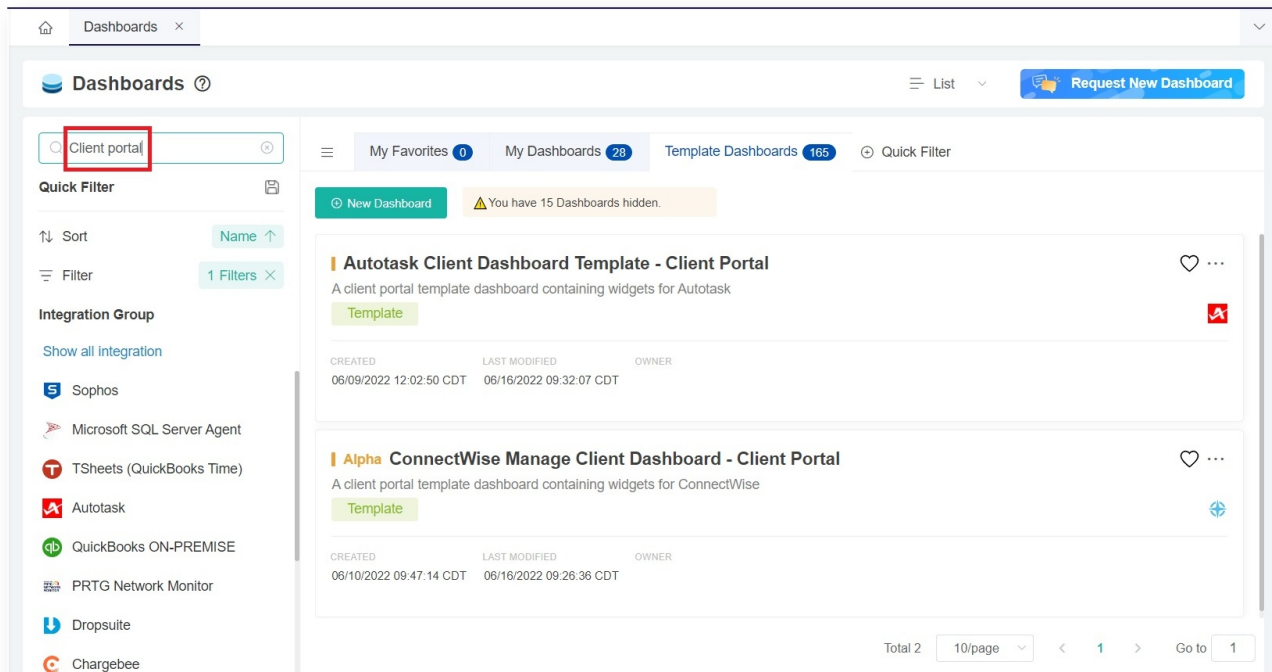 Dashboards
Dashboards
List
Request New Dashboard
Client portal
Quick Filter
Sort
Name
Filter
1 Filters
Integration Group
Show all integration
Sophos
Microsoft SQL Server Agent
TSheets (QuickBooks Time)
Autotask
QuickBooks ON-PREMISE
PRTG Network Monitor
Dropsuite
Chargebee
My Favorites 0
My Dashboards 28
Template Dashboards 165
Quick Filter
New Dashboard
You have 15 Dashboards hidden.
Autotask Client Dashboard Template - Client Portal
A client portal template dashboard containing widgets for Autotask
Template
CREATED LAST MODIFIED OWNER
06/09/2022 12:02:50 CDT 06/16/2022 09:32:07 CDT
Alpha ConnectWise Manage Client Dashboard - Client Portal
A client portal template dashboard containing widgets for ConnectWise
Template
CREATED LAST MODIFIED OWNER
06/10/2022 09:47:14 CDT 06/16/2022 09:26:36 CDT
Total 2 10/page 1 Go to 1